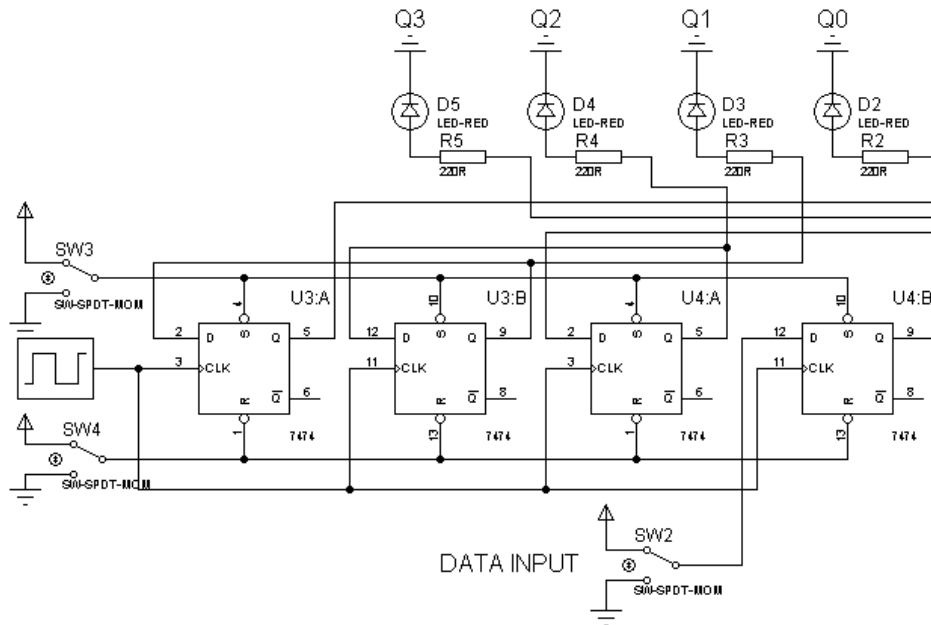 Q3 Q2 Q1 Q0
D5 D4 D3 D2
LED-RED LED-RED LED-RED LED-RED
R5 R4 R3 R2
220R 220R 220R 220R
SW3
SW-SPDT-MOM
4 U3:A 10 U3:B 4 U4:A 10 U4:B
2 D S Q 5 12 D S Q 9 2 D S Q 5 12 D S Q 9
3 CLK 11 CLK 3 CLK 11 CLK
R Q 6 R Q 8 R Q 6 R Q 8
1 7474 13 7474 1 7474 13 7474
SW4
SW-SPDT-MOM
SW2
DATA INPUT
SW-SPDT-MOM